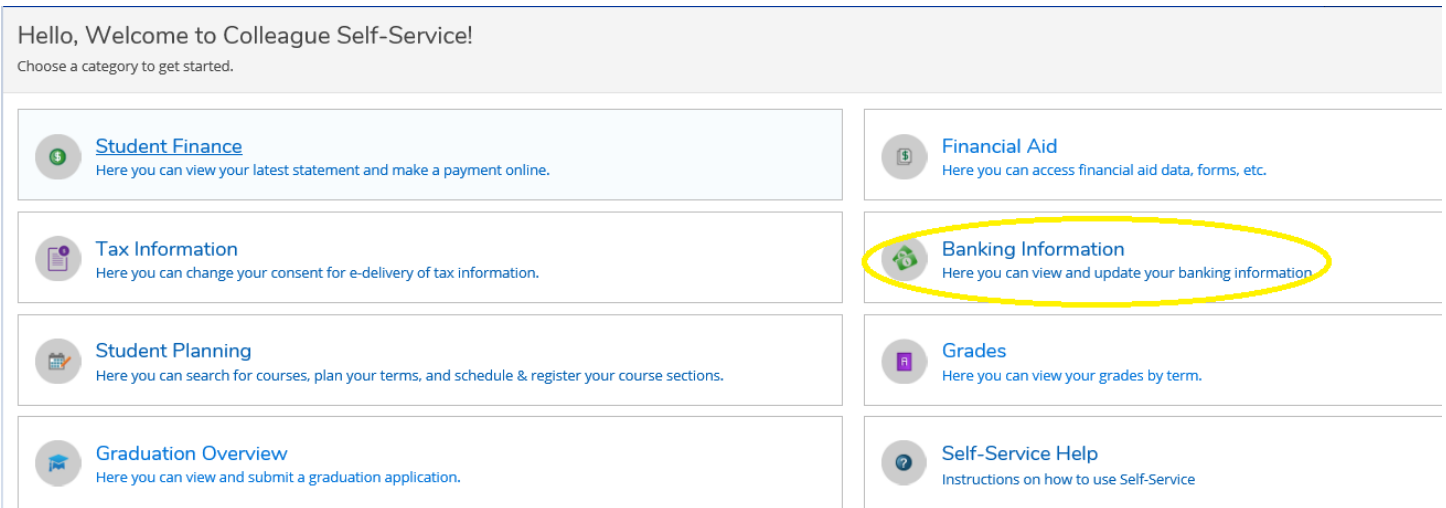 Hello, Welcome to Colleague Self-Service!
Choose a category to get started.
Student Finance
Here you can view your latest statement and make a payment online.
Financial Aid
Here you can access financial aid data, forms, etc.
Tax Information
Here you can change your consent for e-delivery of tax information.
Banking Information
Here you can view and update your banking information
Student Planning
Here you can search for courses, plan your terms, and schedule & register your course sections.
Grades
Here you can view your grades by term.
Graduation Overview
Here you can view and submit a graduation application.
Self-Service Help
Instructions on how to use Self-Service